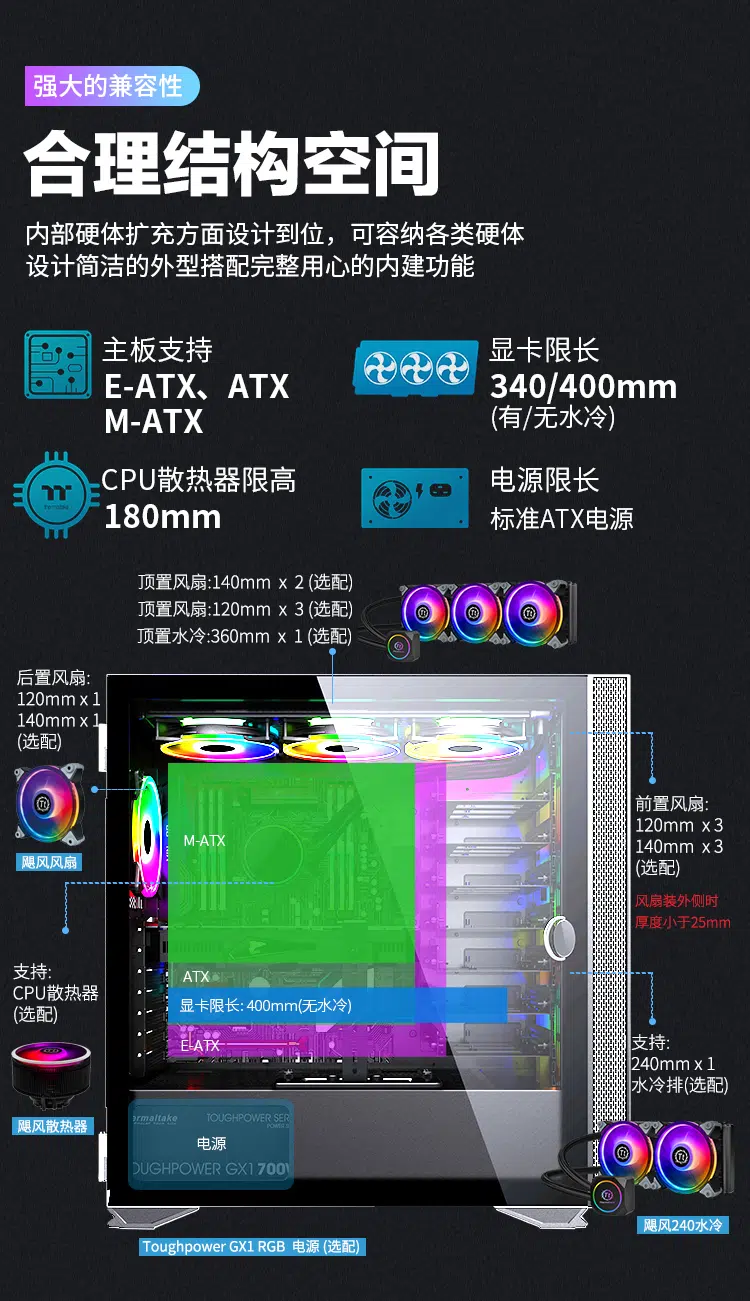 强大的兼容性
合理结构空间
内部硬体扩充方面设计到位，可容纳各类硬体
设计简洁的外型搭配完整用心的内建功能
主板支持
E-ATX、ATX
M-ATX
显卡限长
340/400mm
(有/无水冷)
CPU散热器限高
180mm
电源限长
标准ATX电源
顶置风扇:140mm x 2 (选配)
顶置风扇:120mm x 3 (选配)
顶置水冷:360mm x 1 (选配)
后置风扇:
120mm x 1
140mm x 1
(选配)
飓风风扇
前置风扇:
120mm x 3
140mm x 3
(选配)
风扇装外侧时
厚度小于25mm
M-ATX
ATX
显卡限长: 400mm(无水冷)
E-ATX
支持:
CPU散热器
(选配)
飓风散热器
支持:
240mm x 1
水冷排(选配)
飓风240水冷
ermaltake
TOUGHPOWER SER
电源
OUGHPOWER GX1 700W
Toughpower GX1 RGB 电源 (选配)